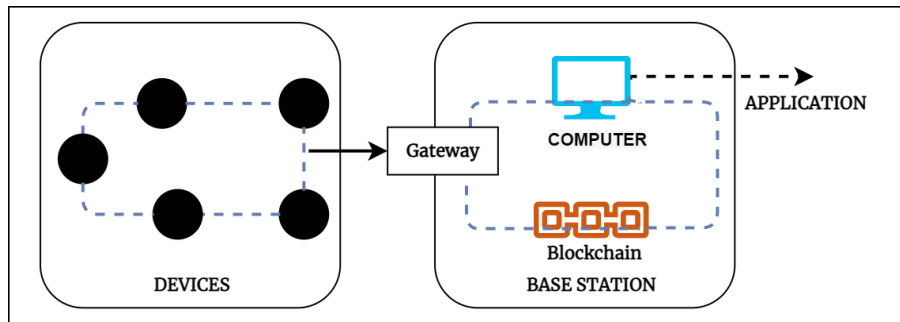 DEVICES
Gateway
COMPUTER
Blockchain
BASE STATION
APPLICATION